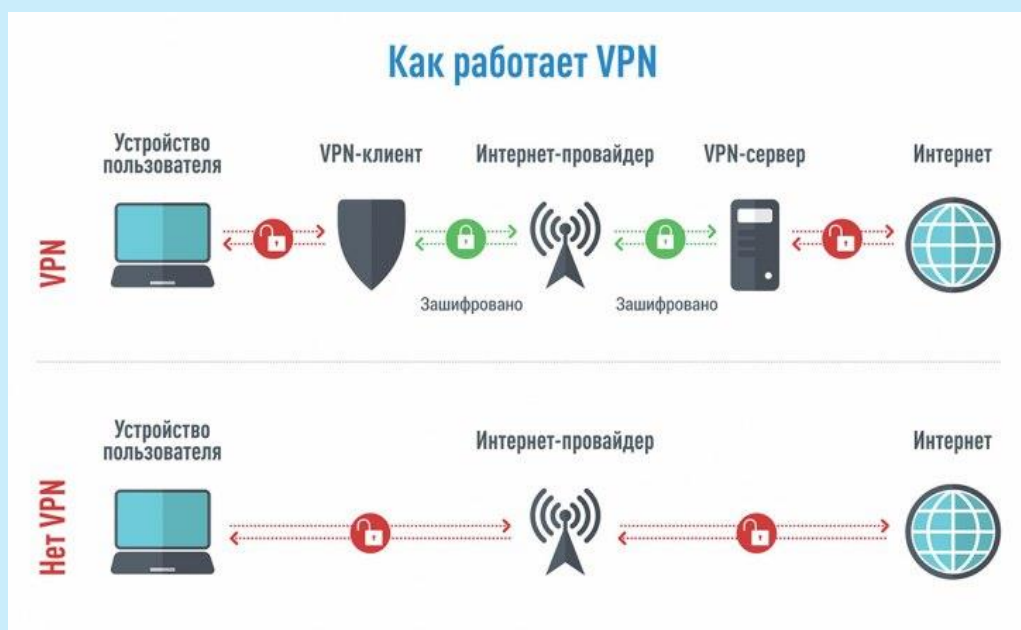 Как работает VPN
Устройство
пользователя
VPN-клиент
Интернет-провайдер
VPN-сервер
Интернет
VPN
Зашифровано
Зашифровано
Устройство
пользователя
Интернет-провайдер
Интернет
Нет VPN